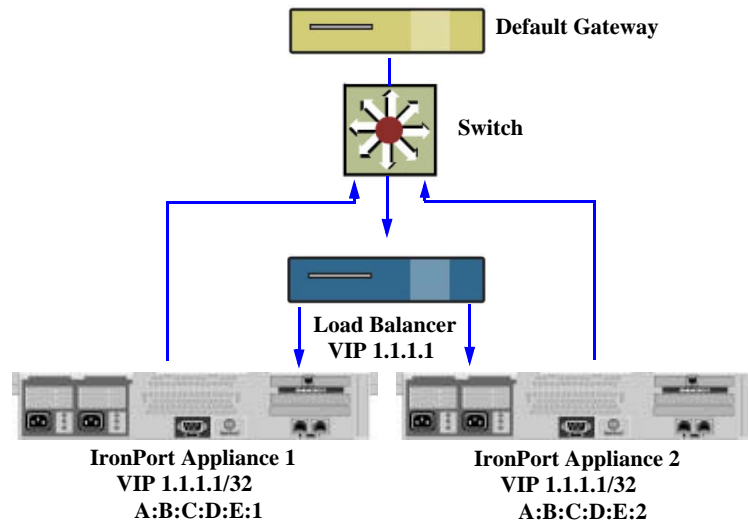 Default Gateway
Switch
Load Balancer
VIP 1.1.1.1
IronPort Appliance 1
VIP 1.1.1.1/32
A:B:C:D:E:1
IronPort Appliance 2
VIP 1.1.1.1/32
A:B:C:D:E:2